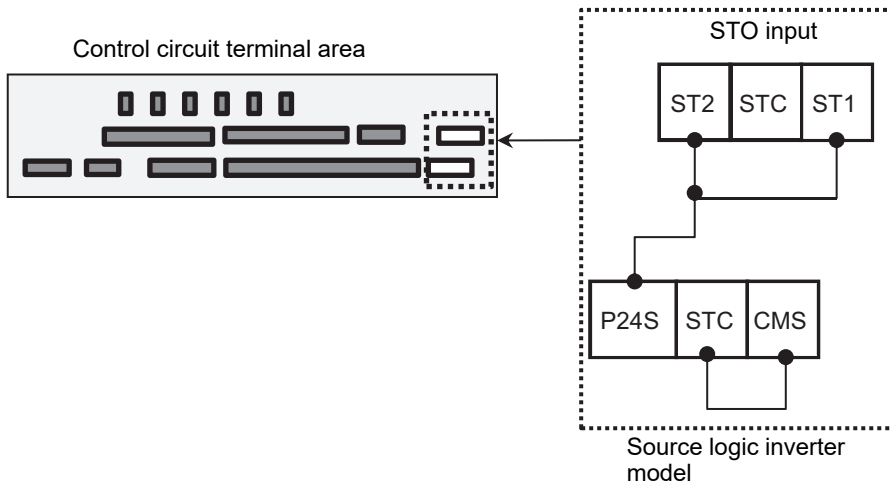 Control circuit terminal area
STO input
ST2 STC ST1
P24S STC CMS
Source logic inverter
model